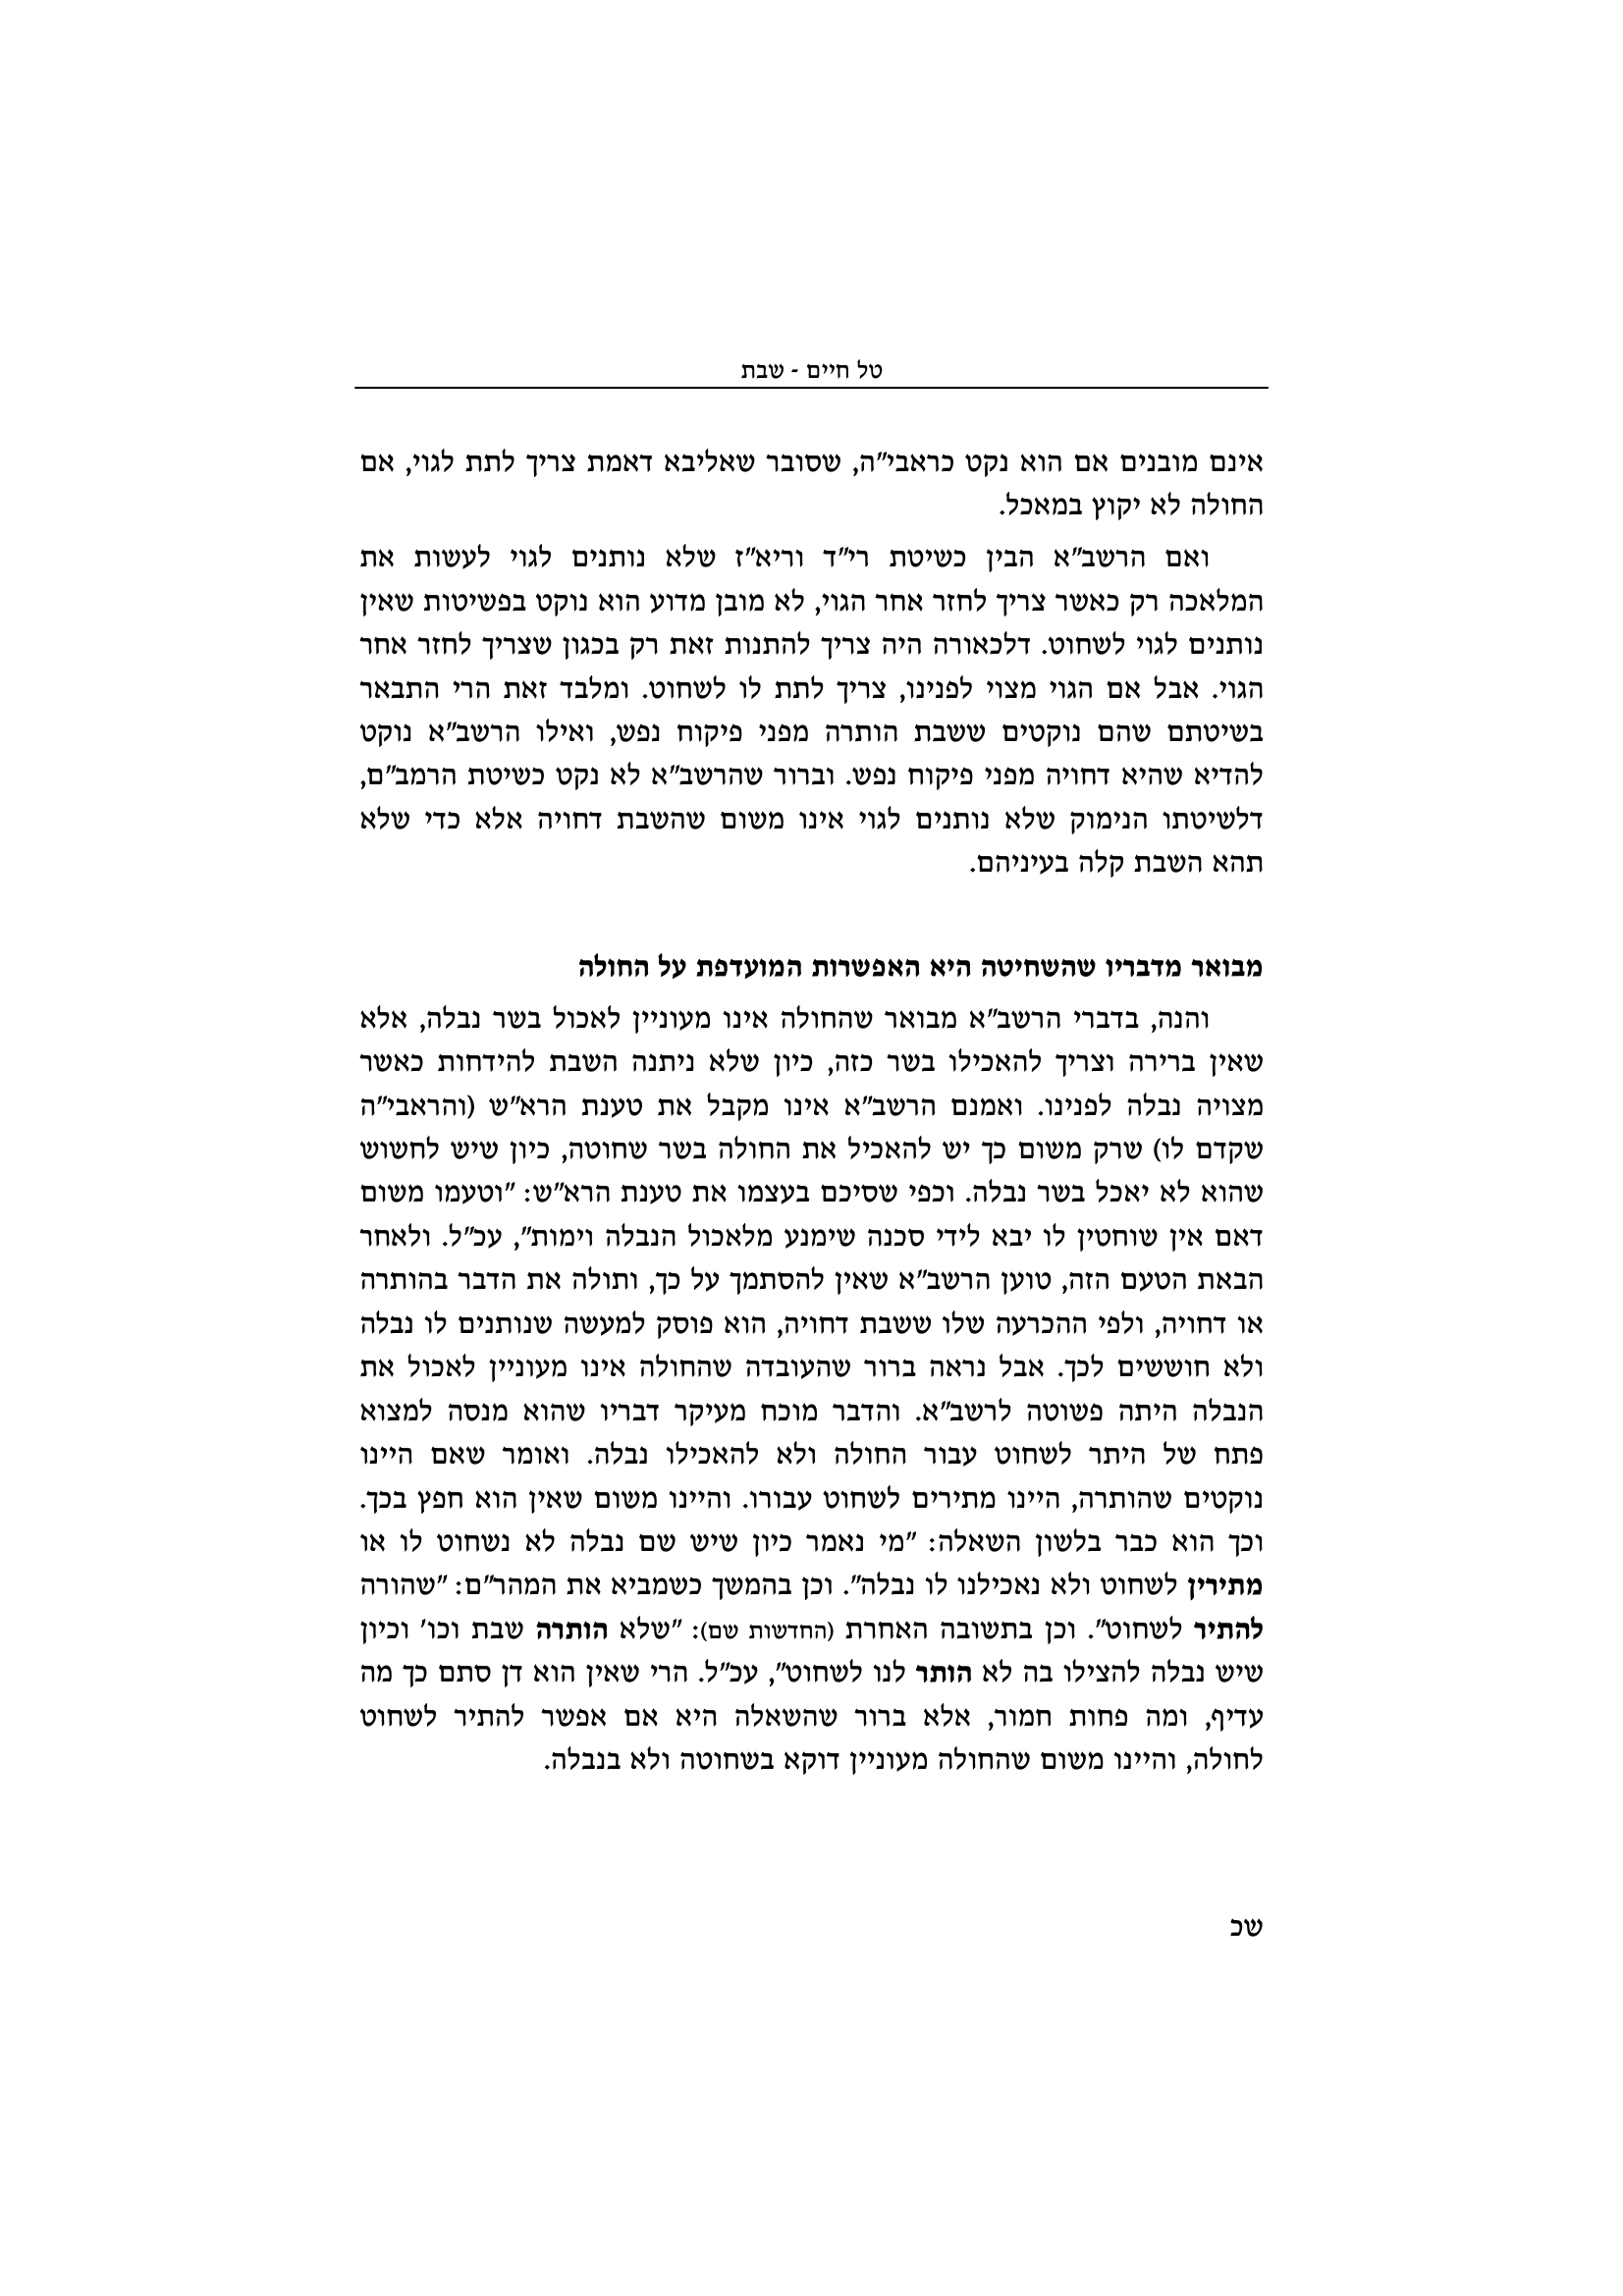 טל חיים - שבת
אינם מובנים אם הוא נקט כראבי״ה, שסובר שאליבא דאמת צריך לתת לגוי, אם
החולה לא יקוץ במאכל.
ואם הרשב״א הבין כשיטת רי״ד וריא״ז שלא נותנים לגוי לעשות את
המלאכה רק כאשר צריך לחזר אחר הגוי, לא מובן מדוע הוא נוקט בפשיטות שאין
נותנים לגוי לשחוט. דלכאורה היה צריך להתנות זאת רק בכגון שצריך לחזר אחר
הגוי. אבל אם הגוי מצוי לפנינו, צריך לתת לו לשחוט. ומלבד זאת הרי התבאר
בשיטתם שהם נוקטים ששבת הותרה מפני פיקוח נפש, ואילו הרשב״א נוקט
להדיא שהיא דחויה מפני פיקוח נפש. וברור שהרשב״א לא נקט כשיטת הרמב״ם,
דלשיטתו הנימוק שלא נותנים לגוי אינו משום שהשבת דחויה אלא כדי שלא
תהא השבת קלה בעיניהם.
מבואר מדבריו שהשחיטה היא האפשרות המועדפת על החולה
והנה, בדברי הרשב״א מבואר שהחולה אינו מעוניין לאכול בשר נבלה, אלא
שאין ברירה וצריך להאכילו בשר כזה, כיון שלא ניתנה השבת להידחות כאשר
מצויה נבלה לפנינו. ואמנם הרשב״א אינו מקבל את טענת הרא״ש (והראבי״ה
שקדם לו) שרק משום כך יש להאכיל את החולה בשר שחוטה, כיון שיש לחשוש
שהוא לא יאכל בשר נבלה. וכפי שסיכם בעצמו את טענת הרא״ש: ״וטעמו משום
דאם אין שוחטין לו יבא לידי סכנה שימנע מלאכול הנבלה וימות״, עכ״ל. ולאחר
הבאת הטעם הזה, טוען הרשב״א שאין להסתמך על כך, ותולה את הדבר בהותרה
או דחויה, ולפי ההכרעה שלו ששבת דחויה, הוא פוסק למעשה שנותנים לו נבלה
ולא חוששים לכך. אבל נראה ברור שהעובדה שהחולה אינו מעוניין לאכול את
הנבלה היתה פשוטה לרשב״א. והדבר מוכח מעיקר דבריו שהוא מנסה למצוא
פתח של היתר לשחוט עבור החולה ולא להאכילו נבלה. ואומר שאם היינו
נוקטים שהותרה, היינו מתירים לשחוט עבורו. והיינו משום שאין הוא חפץ בכך.
וכך הוא כבר בלשון השאלה: ״מי נאמר כיון שיש שם נבלה לא נשחוט לו או
מתירין לשחוט ולא נאכילנו לו נבלה״. וכן בהמשך כשמביא את המהר״ם: ״שהורה
להתיר לשחוט״. וכן בתשובה האחרת (החדשות שם): ״שלא הותרה שבת וכו׳ וכיון
שיש נבלה להצילו בה לא הותר לנו לשחוט״, עכ״ל. הרי שאין הוא דן סתם כך מה
עדיף, ומה פחות חמור, אלא ברור שהשאלה היא אם אפשר להתיר לשחוט
לחולה, והיינו משום שהחולה מעוניין דוקא בשחוטה ולא בנבלה.
שכ